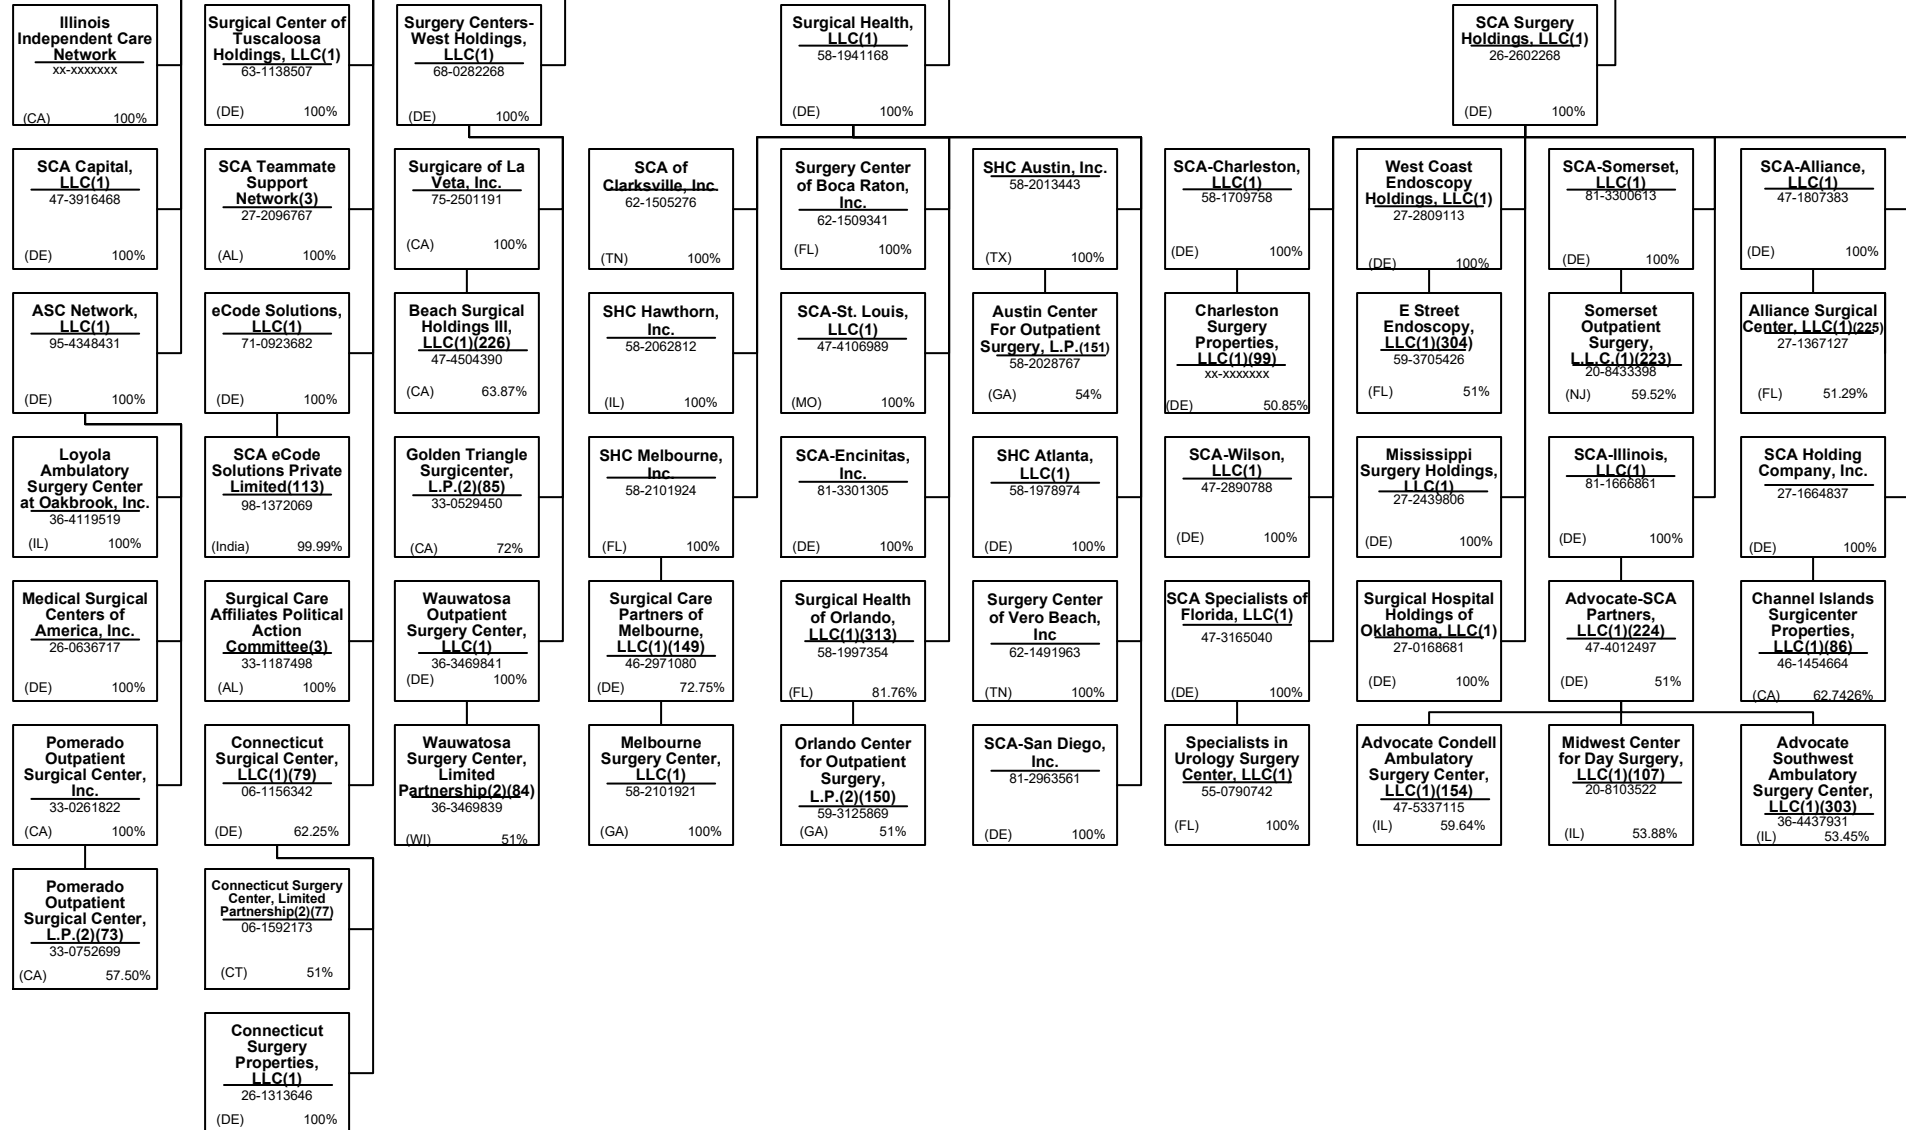 Illinois
Independent Care
Network
xx-xxxxxxx
(CA) 100%
Surgical Center of
Tuscaloosa
Holdings, LLC(1)
63-1138507
(DE) 100%
Surgery Centers-
West Holdings,
LLC(1)
68-0282268
(DE) 100%
Surgical Health,
LLC(1)
58-1941168
(DE) 100%
SCA Surgery
Holdings, LLC(1)
26-2602268
(DE) 100%
SCA Capital,
LLC(1)
47-3916468
(DE) 100%
SCA Teammate
Support
Network(3)
27-2096767
(AL) 100%
Surgicare of La
Veta, Inc.
75-2501191
(CA) 100%
SCA of
Clarksville, Inc.
62-1505276
(TN) 100%
Surgery Center
of Boca Raton,
Inc.
62-1509341
(FL) 100%
SHC Austin, Inc.
58-2013443
(TX) 100%
SCA-Charleston,
LLC(1)
58-1709758
(DE) 100%
West Coast
Endoscopy
Holdings, LLC(1)
27-2809113
(DE) 100%
SCA-Somerset,
LLC(1)
81-3300613
(DE) 100%
SCA-Alliance,
LLC(1)
47-1807383
(DE) 100%
ASC Network,
LLC(1)
95-4348431
(DE) 100%
eCode Solutions,
LLC(1)
71-0923682
(DE) 100%
Beach Surgical
Holdings III,
LLC(1)(226)
47-4504390
(CA) 63.87%
SHC Hawthorn,
Inc.
58-2062812
(IL) 100%
SCA-St. Louis,
LLC(1)
47-4106989
(MO) 100%
Austin Center
For Outpatient
Surgery, L.P.(151)
58-2028767
(GA) 54%
Charleston
Surgery
Properties,
LLC(1)(99)
xx-xxxxxxx
(DE) 50.85%
E Street
Endoscopy,
LLC(1)(304)
59-3705426
(FL) 51%
Somerset
Outpatient
Surgery,
L.L.C.(1)(223)
20-8433398
(NJ) 59.52%
Alliance Surgical
Center, LLC(1)(225)
27-1367127
(FL) 51.29%
Loyola
Ambulatory
Surgery Center
at Oakbrook, Inc.
36-4119519
(IL) 100%
SCA eCode
Solutions Private
Limited(113)
98-1372069
(India) 99.99%
Golden Triangle
Surgicenter,
L.P.(2)(85)
33-0529450
(CA) 72%
SHC Melbourne,
Inc.
58-2101924
(FL) 100%
SCA-Encinitas,
Inc.
81-3301305
(DE) 100%
SHC Atlanta,
LLC(1)
58-1978974
(DE) 100%
SCA-Wilson,
LLC(1)
47-2890788
(DE) 100%
Mississippi
Surgery Holdings,
LLC(1)
27-2439806
(DE) 100%
SCA-Illinois,
LLC(1)
81-1666861
(DE) 100%
SCA Holding
Company, Inc.
27-1664837
(DE) 100%
Medical Surgical
Centers of
America, Inc.
26-0636717
(DE) 100%
Surgical Care
Affiliates Political
Action
Committee(3)
33-1187498
(AL) 100%
Wauwatosa
Outpatient
Surgery Center,
LLC(1)
36-3469841
(DE) 100%
Surgical Care
Partners of
Melbourne,
LLC(1)(149)
46-2971080
(DE) 72.75%
Surgical Health
of Orlando,
LLC(1)(313)
58-1997354
(FL) 81.76%
Surgery Center
of Vero Beach,
Inc
62-1491963
(TN) 100%
SCA Specialists of
Florida, LLC(1)
47-3165040
(DE) 100%
Surgical Hospital
Holdings of
Oklahoma, LLC(1)
27-0168681
(DE) 100%
Advocate-SCA
Partners,
LLC(1)(224)
47-4012497
(DE) 51%
Channel Islands
Surgicenter
Properties,
LLC(1)(86)
46-1454664
(CA) 62.7426%
Pomerado
Outpatient
Surgical Center,
Inc.
33-0261822
(CA) 100%
Connecticut
Surgical Center,
LLC(1)(79)
06-1156342
(DE) 62.25%
Wauwatosa
Surgery Center,
Limited
Partnership(2)(84)
36-3469839
(WI) 51%
Melbourne
Surgery Center,
LLC(1)
58-2101921
(GA) 100%
Orlando Center
for Outpatient
Surgery,
L.P.(2)(150)
59-3125869
(GA) 51%
SCA-San Diego,
Inc.
81-2963561
(DE) 100%
Specialists in
Urology Surgery
Center, LLC(1)
55-0790742
(FL) 100%
Advocate Condell
Ambulatory
Surgery Center,
LLC(1)(154)
47-5337115
(IL) 59.64%
Midwest Center
for Day Surgery,
LLC(1)(107)
20-8103522
(IL) 53.88%
Advocate
Southwest
Ambulatory
Surgery Center,
LLC(1)(303)
36-4437931
(IL) 53.45%
Pomerado
Outpatient
Surgical Center,
L.P.(2)(73)
33-0752699
(CA) 57.50%
Connecticut Surgery
Center, Limited
Partnership(2)(77)
06-1592173
(CT) 51%
Connecticut
Surgery
Properties,
LLC(1)
26-1313646
(DE) 100%